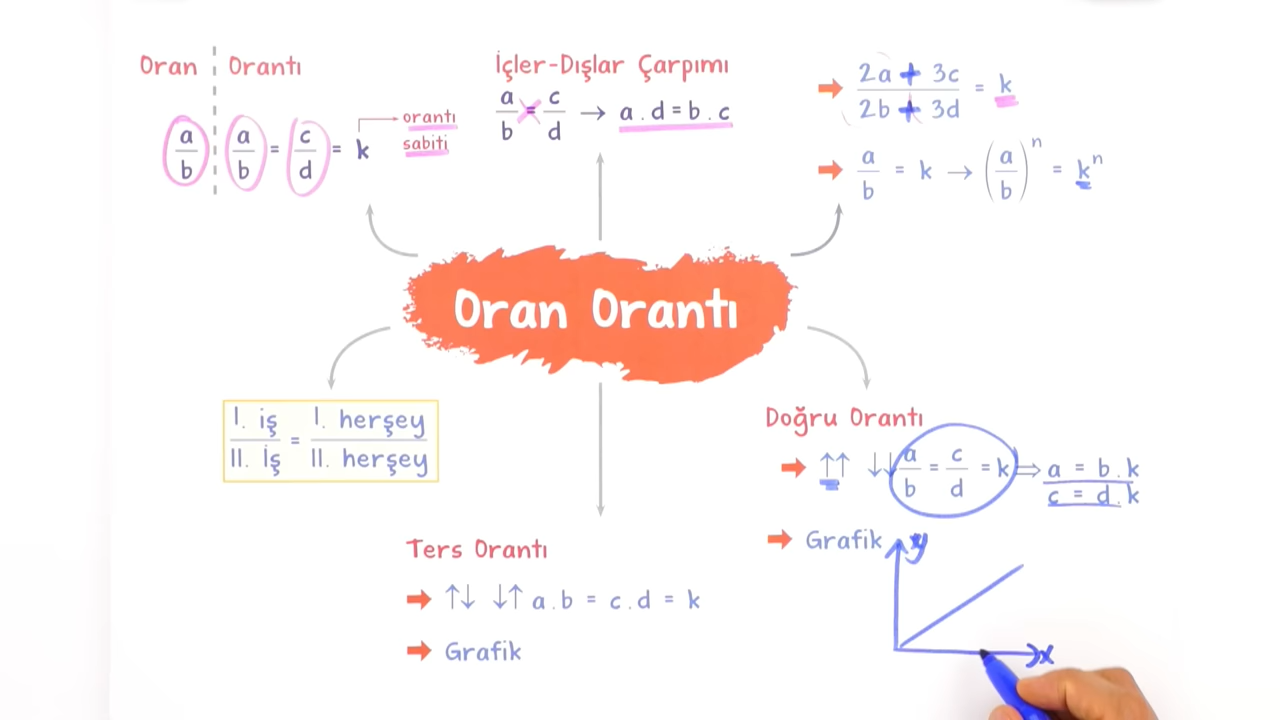 Oran
Orantı
a/b
a/b = c/d = k
orantı
sabiti
İçler-Dışlar Çarpımı
a/b = c/d → a . d = b . c
2a + 3c / 2b + 3d = k
a/b = k → (a/b)ⁿ = kⁿ
Oran Orantı
I. iş / II. İş = I. herşey / II. herşey
Ters Orantı
↑↓ ↓↑ a.b = c.d = k
Grafik
Doğru Orantı
↑↑ ↓↓ a/b = c/d = k ⇒ a = b.k
c = d.k
Grafik
y
x